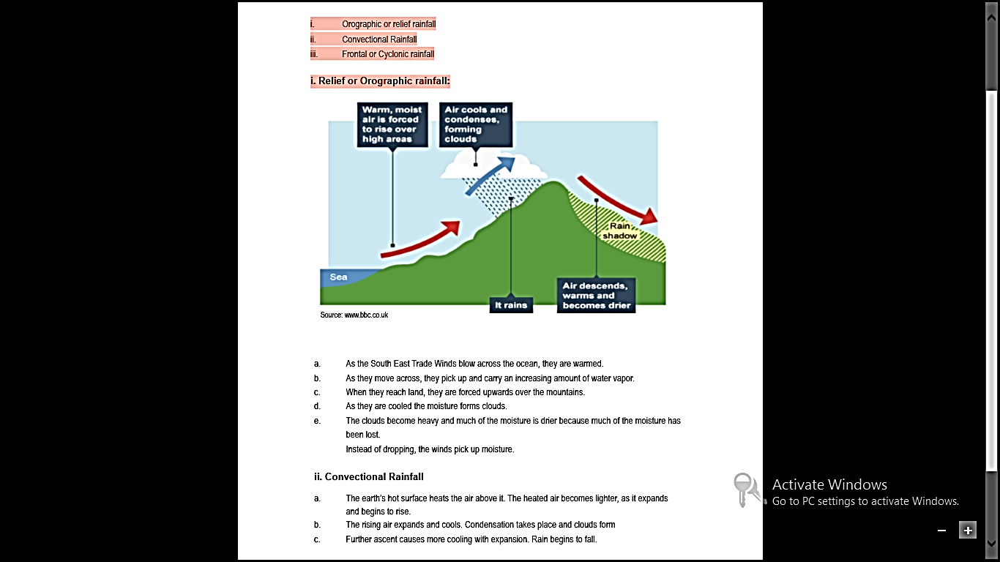 i. Orographic or relief rainfall
ii. Convectional Rainfall
iii. Frontal or Cyclonic rainfall
i. Relief or Orographic rainfall:
Warm, moist
air is forced
to rise over
high areas
Air cools and
condenses,
forming
clouds
Rain
shadow
Sea
It rains
Air descends,
warms and
becomes drier
Source: www.bbc.co.uk
a. As the South East Trade Winds blow across the ocean, they are warmed.
b. As they move across, they pick up and carry an increasing amount of water vapor.
c. When they reach land, they are forced upwards over the mountains.
d. As they are cooled the moisture forms clouds.
e. The clouds become heavy and much of the moisture is drier because much of the moisture has
been lost.
Instead of dropping, the winds pick up moisture.
ii. Convectional Rainfall
a. The earth's hot surface heats the air above it. The heated air becomes lighter, as it expands
and begins to rise.
b. The rising air expands and cools. Condensation takes place and clouds form
c. Further ascent causes more cooling with expansion. Rain begins to fall.
Activate Windows
Go to PC settings to activate Windows.